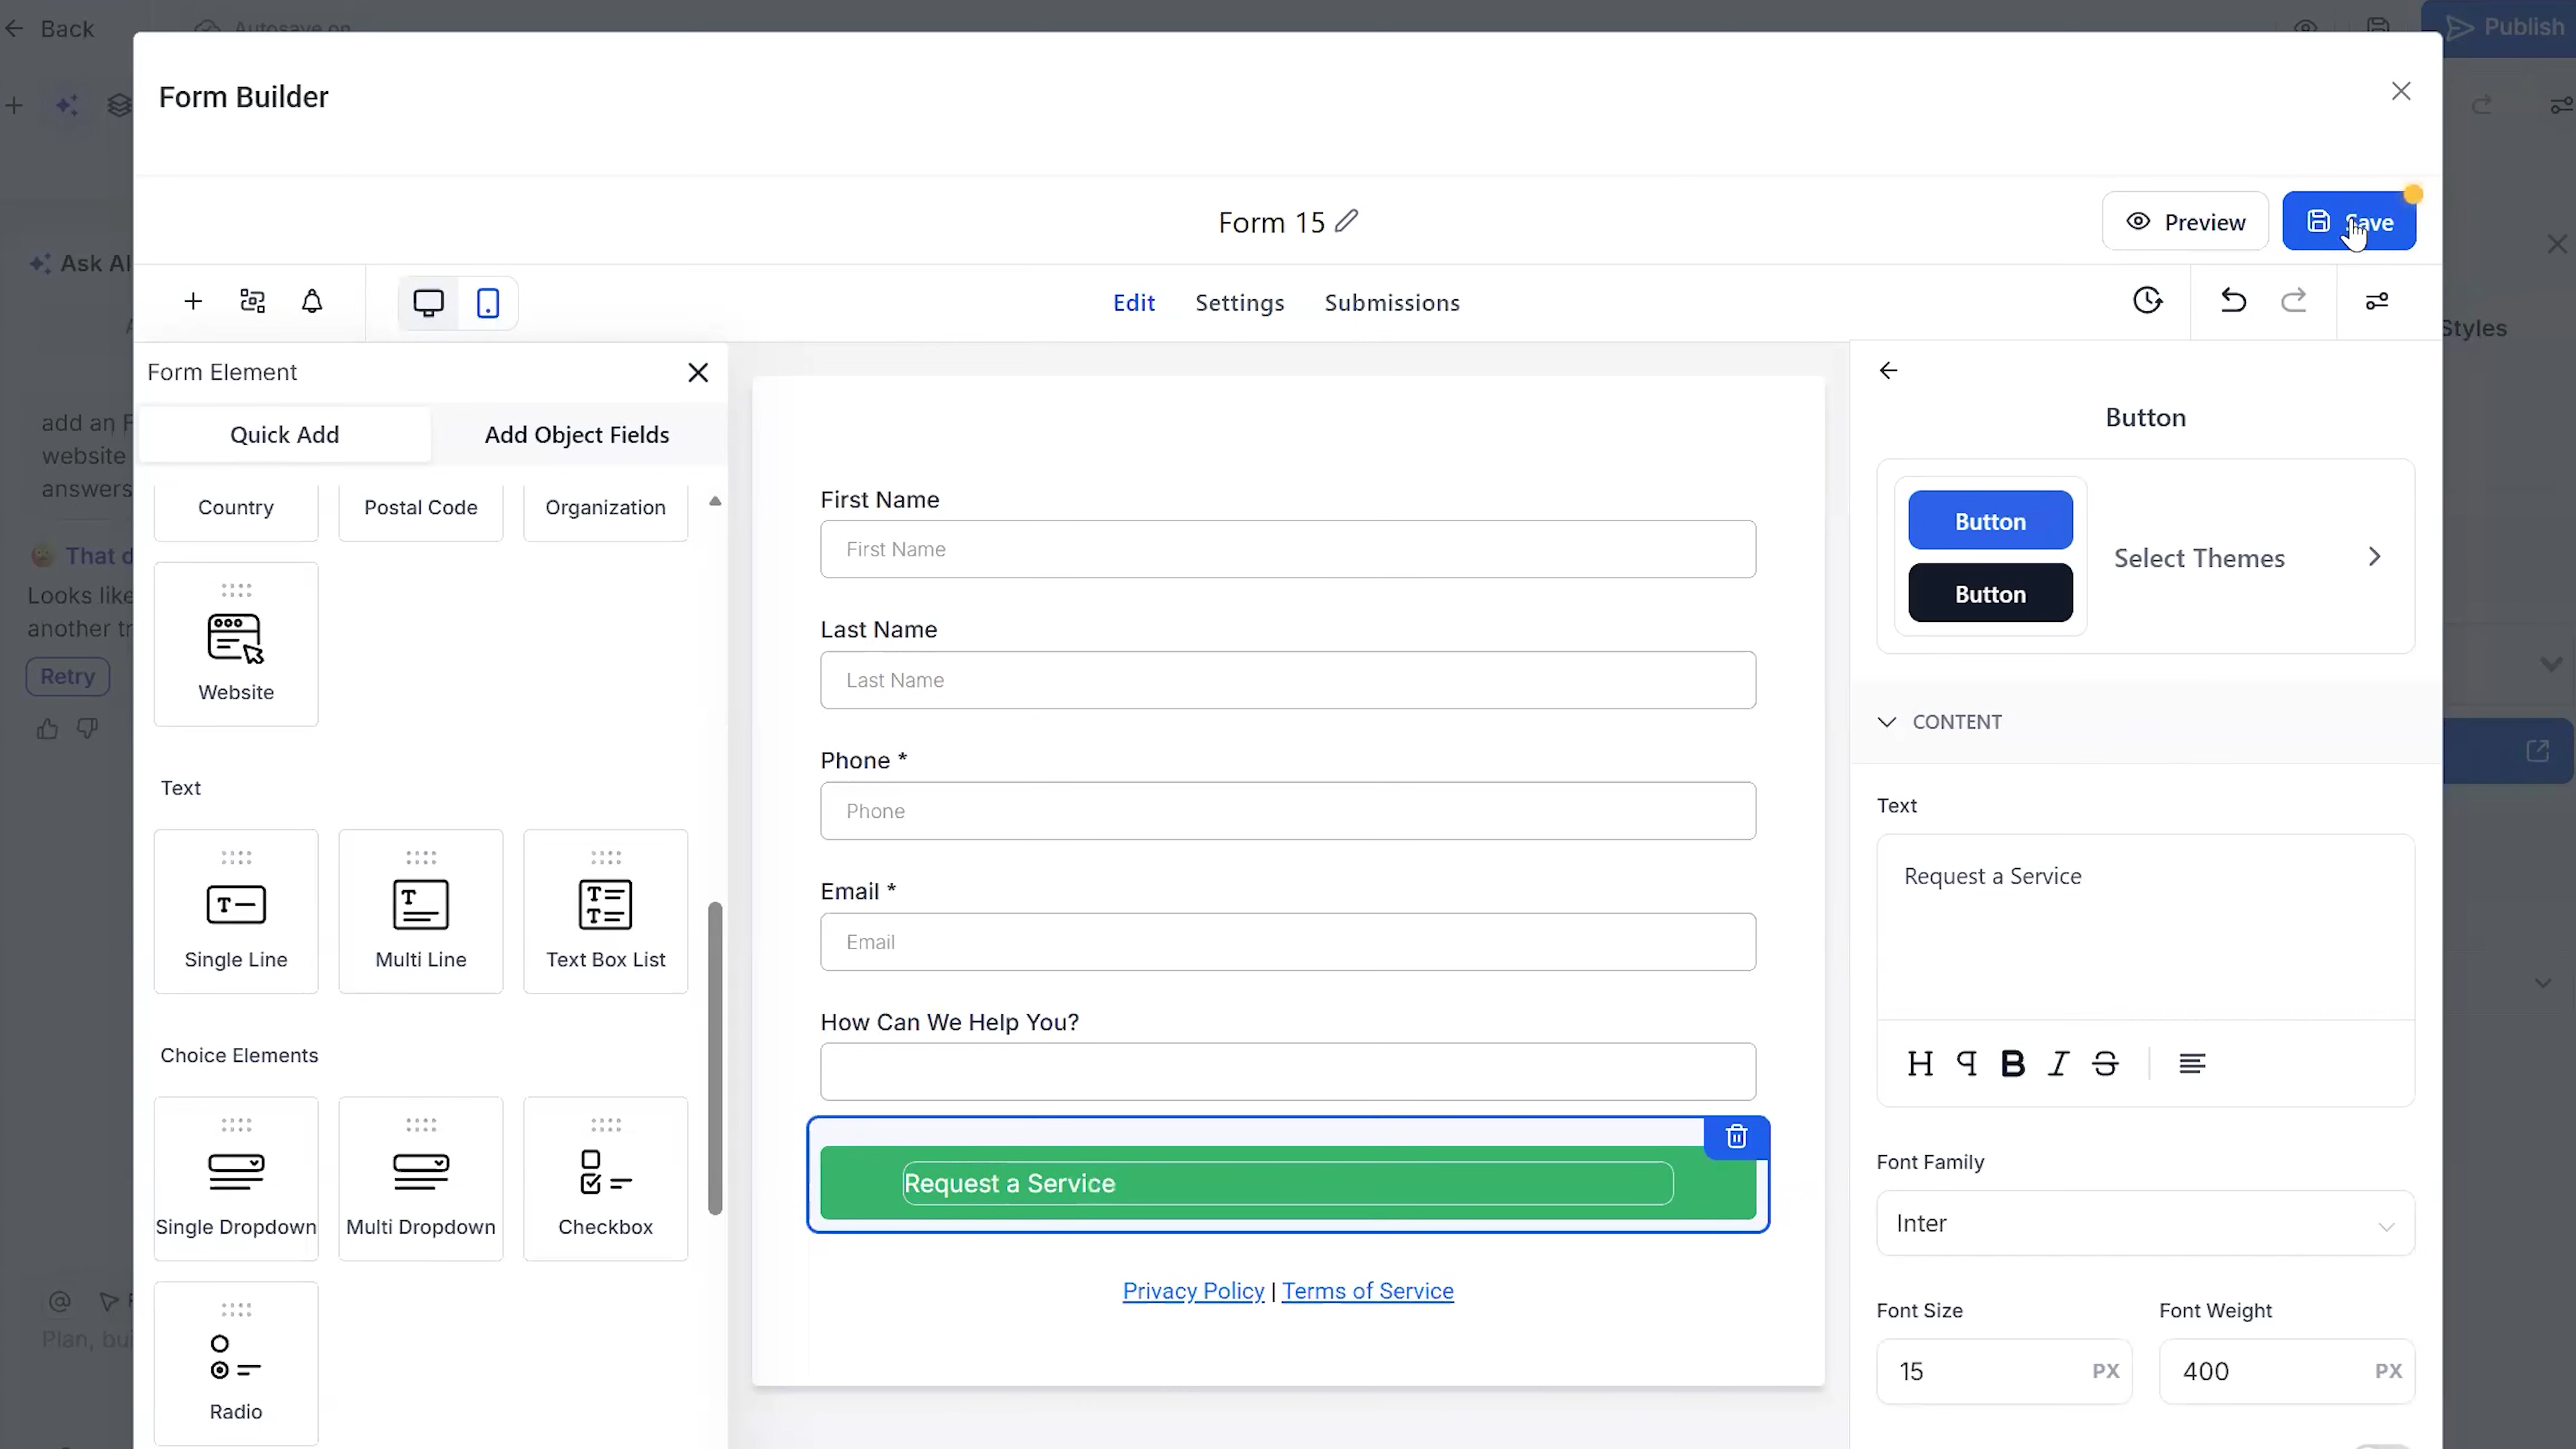 Back
Autosave on
Publish
Form Builder
Form 15
Preview
Save
Ask AI
Edit
Settings
Submissions
Styles
Form Element
Quick Add
Add Object Fields
add an F
website
answers
Country
Postal Code
Organization
That d
Looks like
another tr
Retry
Website
Text
Single Line
Multi Line
Text Box List
Choice Elements
Single Dropdown
Multi Dropdown
Checkbox
Radio
Plan, bui
First Name
First Name
Last Name
Last Name
Phone *
Phone
Email *
Email
How Can We Help You?
Request a Service
Privacy Policy | Terms of Service
Button
Button
Button
Select Themes
CONTENT
Text
Request a Service
Font Family
Inter
Font Size
Font Weight
15 PX
400 PX